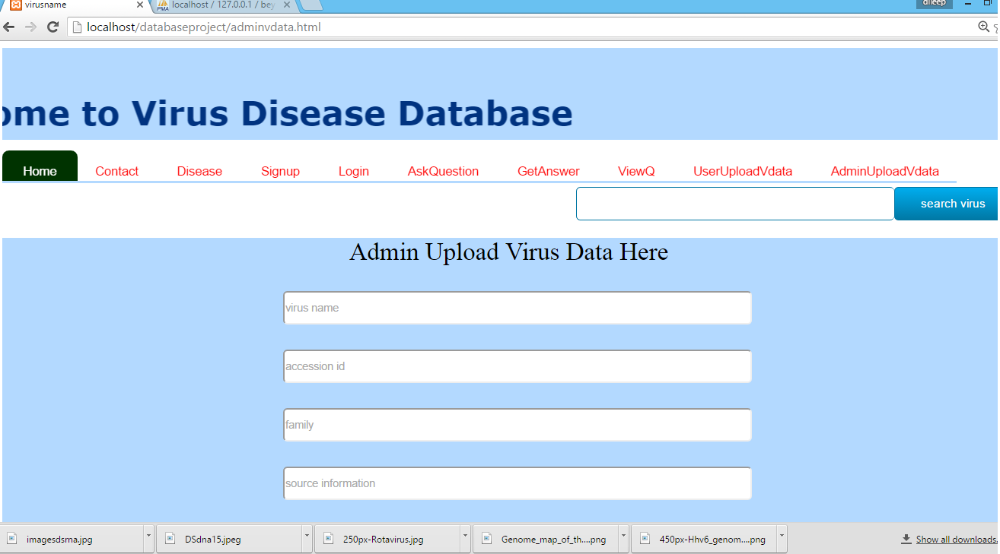 virusname
localhost / 127.0.0.1 / bey
PMA
dileep
localhost/databaseproject/adminvdata.html
ome to Virus Disease Database
Home Contact Disease Signup Login AskQuestion GetAnswer ViewQ UserUploadVdata AdminUploadVdata
search virus
Admin Upload Virus Data Here
virus name
accession id
family
source information
imagesdsrna.jpg DSdna15.jpeg 250px-Rotavirus.jpg Genome_map_of_th....png 450px-Hhv6_genom....png Show all downloads.